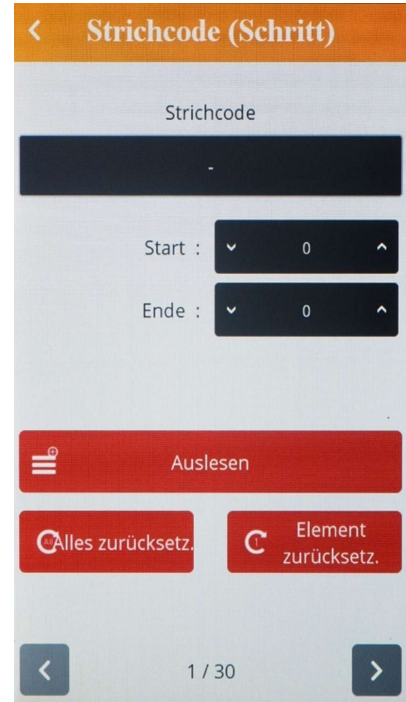 Strichcode (Schritt)
Strichcode
-
Start : 0
Ende : 0
Auslesen
Alles zurücksetz.
Element
zurücksetz.
1 / 30